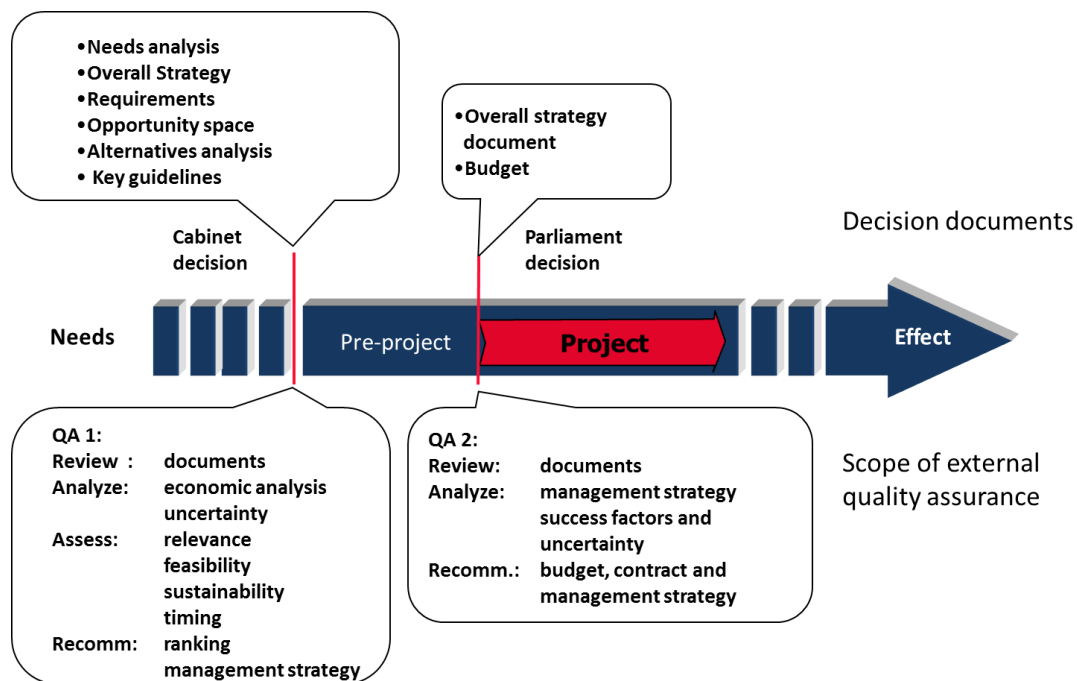 •Needs analysis
•Overall Strategy
•Requirements
•Opportunity space
•Alternatives analysis
• Key guidelines
•Overall strategy
document
•Budget
Decision documents
Cabinet
decision
Parliament
decision
Needs
Pre-project
Project
Effect
QA 1:
Review : documents
Analyze: economic analysis
uncertainty
Assess: relevance
feasibility
sustainability
timing
Recomm: ranking
management strategy
QA 2:
Review: documents
Analyze: management strategy
success factors and
uncertainty
Recomm.: budget, contract and
management strategy
Scope of external
quality assurance